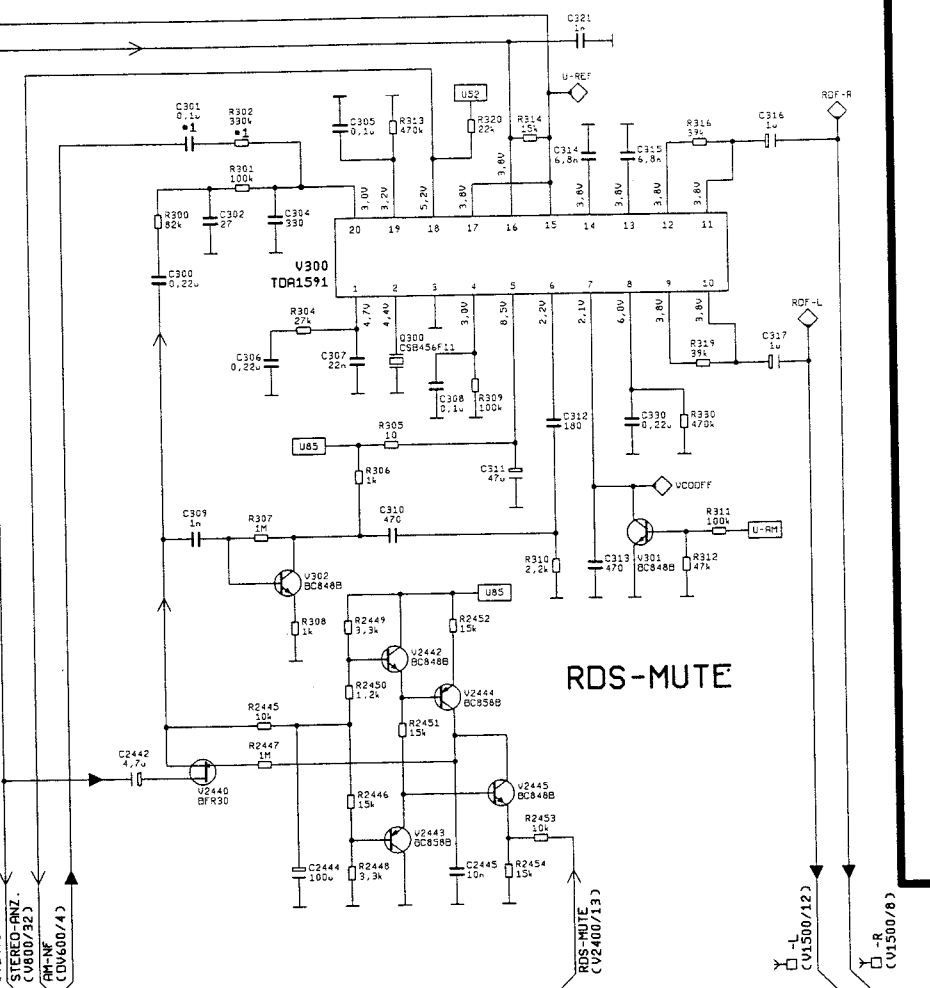 C321
1n
U-REF
U52
RDF-R
C301
0,1u
*1
R302
330k
*1
C305
0,1u
R313
470k
R320
22k
R314
15k
C314
6,8n
C315
6,8n
R316
39k
C316
1u
R301
100k
R300
82k
C302
27
C304
330
3,0V
3,2V
5,2V
3,8V
3,8V
3,8V
3,8V
3,8V
3,8V
20 19 18 17 16 15 14 13 12 11
V300
TDA1591
1 2 3 4 5 6 7 8 9 10
4,7V
4,4V
3,0V
8,5V
2,2V
2,1V
6,0V
3,8V
3,8V
C300
0,22u
R304
27k
C306
0,22u
C307
22n
Q300
CSB456F11
C308
0,1u
R309
100k
C312
180
C330
0,22u
R330
470k
R319
39k
RDF-L
C317
1u
U85
R305
10
R306
1k
C311
47u
VCOOFF
C309
1n
R307
1M
C310
470
R311
100k
U-AM
R310
2,2k
C313
470
V301
BC848B
R312
47k
V302
BC848B
R308
1k
U85
R2449
3,3k
R2452
15k
V2442
BC848B
R2450
1,2k
V2444
BC858B
RDS-MUTE
R2445
10k
R2451
15k
R2447
1M
C2442
4,7u
V2440
BFR30
R2446
15k
V2445
BC848B
R2453
10k
V2443
BC858B
C2444
100u
R2448
3,3k
C2445
10n
R2454
15k
STEREO-ANZ.
(V800/32)
AM-NF
(DV600/4)
RDS-MUTE
(V2400/13)
-L
(V1500/12)
-R
(V1500/8)